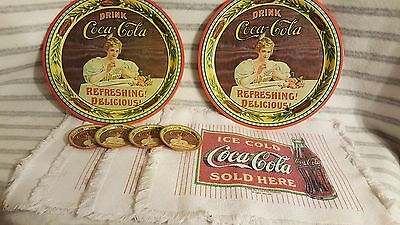 DRINK
Coca-Cola
REFRESHING!
DELICIOUS!
DRINK
Coca-Cola
REFRESHING!
DELICIOUS!
ICE COLD
Coca-Cola
SOLD HERE